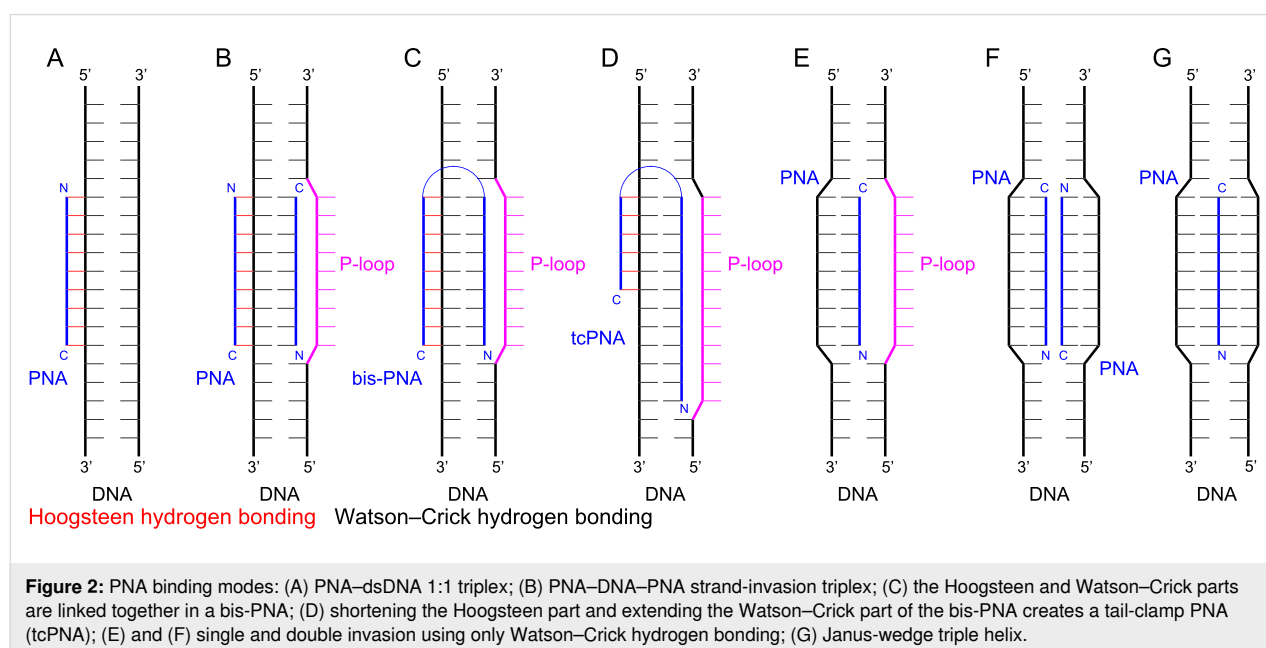 A B C D E F G
5’ 3’ 5’ 3’ 5’ 3’ 5’ 3’ 5’ 3’ 5’ 3’ 5’ 3’
PNA PNA PNA
N N C C C N C
P-loop P-loop P-loop P-loop
C
tcPNA
C C N C N N N C N
PNA PNA bis-PNA PNA
N
3’ 5’ 3’ 5’ 3’ 5’ 3’ 5’ 3’ 5’ 3’ 5’ 3’ 5’
DNA DNA DNA DNA DNA DNA DNA
Hoogsteen hydrogen bonding Watson–Crick hydrogen bonding
Figure 2: PNA binding modes: (A) PNA–dsDNA 1:1 triplex; (B) PNA–DNA–PNA strand-invasion triplex; (C) the Hoogsteen and Watson–Crick parts
are linked together in a bis-PNA; (D) shortening the Hoogsteen part and extending the Watson–Crick part of the bis-PNA creates a tail-clamp PNA
(tcPNA); (E) and (F) single and double invasion using only Watson–Crick hydrogen bonding; (G) Janus-wedge triple helix.